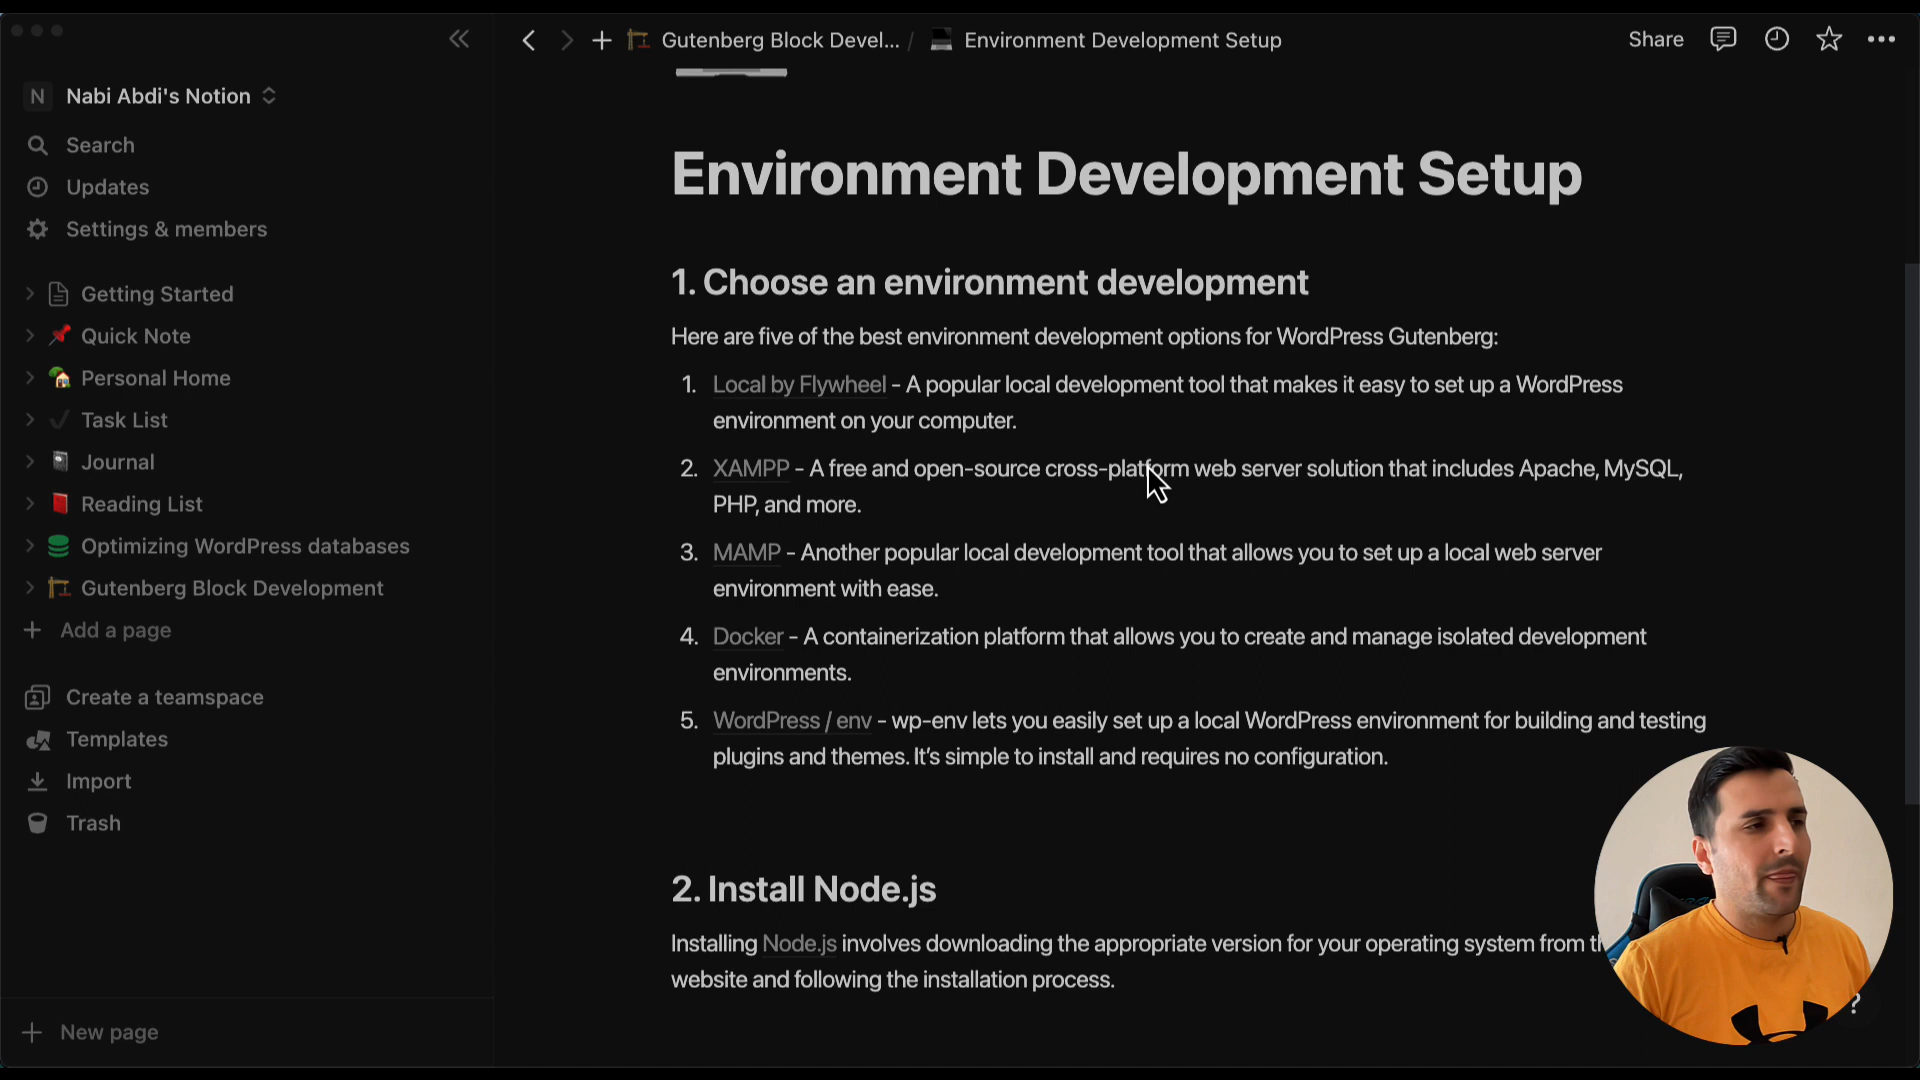 Gutenberg Block Devel... / Environment Development Setup
Share
N Nabi Abdi's Notion
Search
Updates
Settings & members
Getting Started
Quick Note
Personal Home
Task List
Journal
Reading List
Optimizing WordPress databases
Gutenberg Block Development
+ Add a page
Create a teamspace
Templates
Import
Trash
+ New page
Environment Development Setup
1. Choose an environment development
Here are five of the best environment development options for WordPress Gutenberg:
1. Local by Flywheel - A popular local development tool that makes it easy to set up a WordPress
environment on your computer.
2. XAMPP - A free and open-source cross-platform web server solution that includes Apache, MySQL,
PHP, and more.
3. MAMP - Another popular local development tool that allows you to set up a local web server
environment with ease.
4. Docker - A containerization platform that allows you to create and manage isolated development
environments.
5. WordPress / env - wp-env lets you easily set up a local WordPress environment for building and testing
plugins and themes. It's simple to install and requires no configuration.
2. Install Node.js
Installing Node.js involves downloading the appropriate version for your operating system from
website and following the installation process.
?